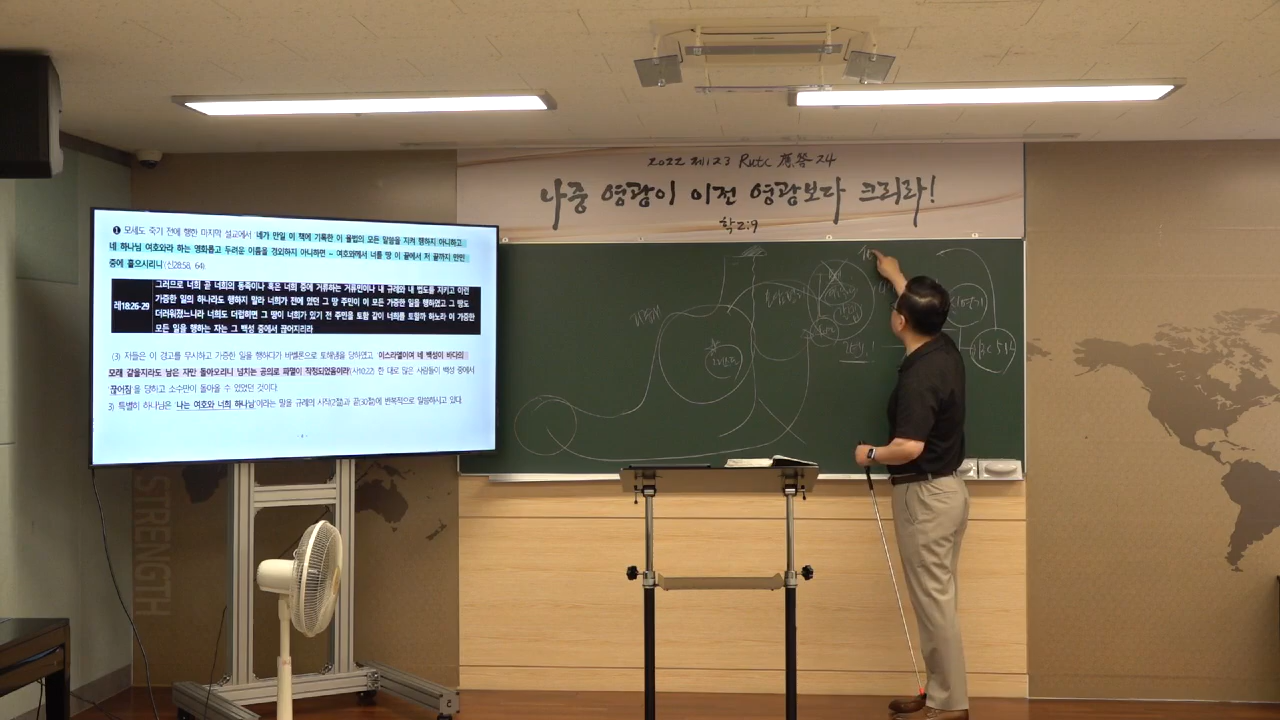 2022 제123 Rutc 應答 24
나중 영광이 이전 영광보다 크리라!
학2:9
❶ 모세도 죽기 전에 행한 마지막 설교에서 '네가 만일 이 책에 기록한 이 율법의 모든 말씀을 지켜 행하지 아니하고
네 하나님 여호와라 하는 영화롭고 두려운 이름을 경외하지 아니하면 ~ 여호와께서 너를 땅 이 끝에서 저 끝까지 만민
중에 흩으시리니'(신28:58, 64)
레18:26-29
그러므로 너희 곧 너희의 동족이나 혹은 너희 중에 거류하는 거류민이나 내 규례와 내 법도를 지키고 이런
가증한 일의 하나라도 행하지 말라 너희가 전에 있던 그 땅 주민이 이 모든 가증한 일을 행하였고 그 땅도
더러워졌느니라 너희도 더럽히면 그 땅이 너희가 있기 전 주민을 토함 같이 너희를 토할까 하노라 이 가증한
모든 일을 행하는 자는 그 백성 중에서 끊어지리라
(3) 저들은 이 경고를 무시하고 가증한 일을 행하다가 바벨론으로 토해냄을 당하였고, '이스라엘이여 네 백성이 바다의
모래 같을지라도 남은 자만 돌아오리니 넘치는 공의로 파멸이 작정되었음이라'(사10:22) 한 대로 많은 사람들이 백성 중에서
끊어짐을 당하고 소수만이 돌아올 수 있었던 것이다.
3) 특별히 하나님은 '나는 여호와 너희 하나님'이라는 말을 규례의 시작(2절)과 끝(30절)에 반복적으로 말씀하시고 있다.
STRENGTH